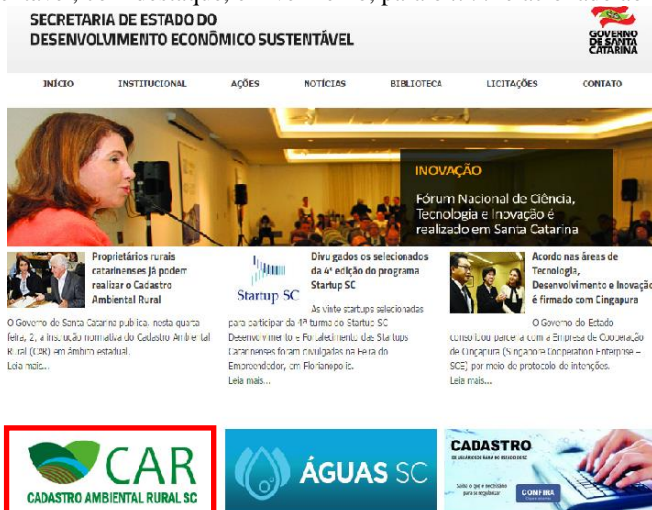 SECRETARIA DE ESTADO DO
DESENVOLVIMENTO ECONÔMICO SUSTENTÁVEL
GOVERNO
DE SANTA
CATARINA
INÍCIO INSTITUCIONAL AÇÕES NOTÍCIAS BIBLIOTECA LICITAÇÕES CONTATO
INOVAÇÃO
Fórum Nacional de Ciência,
Tecnologia e Inovação é
realizado em Santa Catarina
Proprietários rurais
catarinenses já podem
realizar o Cadastro
Ambiental Rural
O Governo de Santa Catarina publica, nesta quarta
feira, 2, a instrução normativa do Cadastro Ambiental
Rural (CAR) em âmbito estadual.
Leia mais...
Startup SC
Divulgados os selecionados
da 4ª edição do programa
Startup SC
As vinte startups selecionadas
para participar da 4ª turma do Startup SC
Desenvolvimento e Fortalecimento das Startups
Catarinenses foram divulgadas na Feira do
Empreendedor, em Florianópolis.
Leia mais...
Acordo nas áreas de
Tecnologia,
Desenvolvimento e Inovação
é firmado com Cingapura
O Governo do Estado
consolidou parceria com a Empresa de Cooperação
de Cingapura (Singapore Cooperation Enterprise –
SCE) por meio de protocolo de intenções.
Leia mais...
CAR
CADASTRO AMBIENTAL RURAL SC
ÁGUAS SC
CADASTRO
Saiba o que é necessário
para se regularizar
CONFIRA